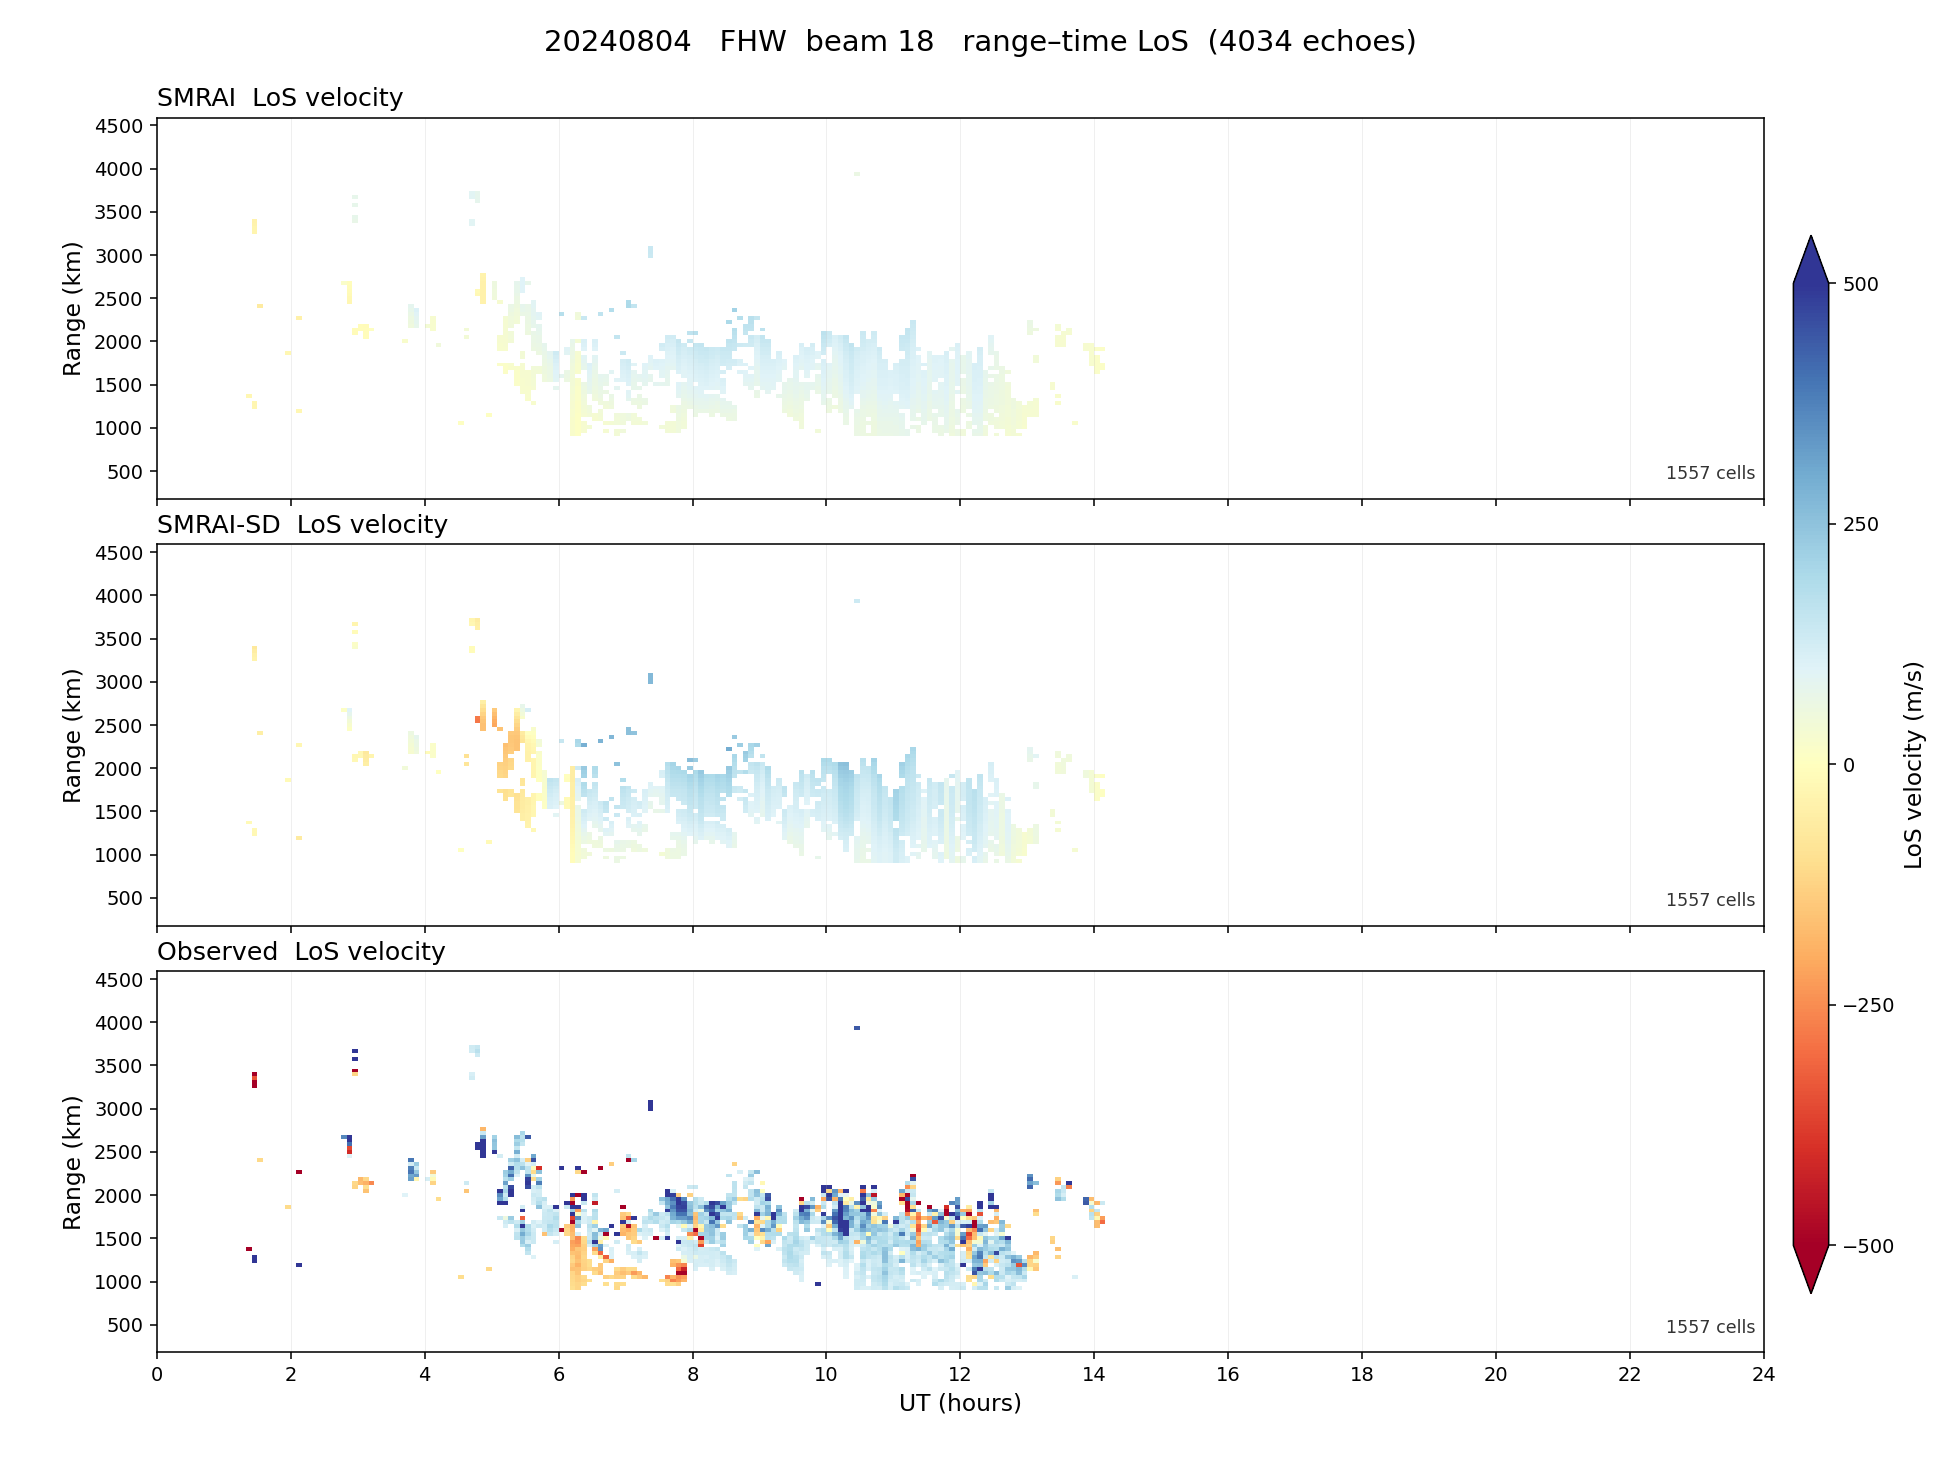 20240804 FHW beam 18 range–time LoS (4034 echoes)
SMRAI LoS velocity
4500
4000
3500
3000
2500
2000
1500
1000
500
Range (km)
1557 cells
SMRAI-SD LoS velocity
4500
4000
3500
3000
2500
2000
1500
1000
500
Range (km)
1557 cells
Observed LoS velocity
4500
4000
3500
3000
2500
2000
1500
1000
500
Range (km)
1557 cells
0 2 4 6 8 10 12 14 16 18 20 22 24
UT (hours)
500
250
0
−250
−500
LoS velocity (m/s)